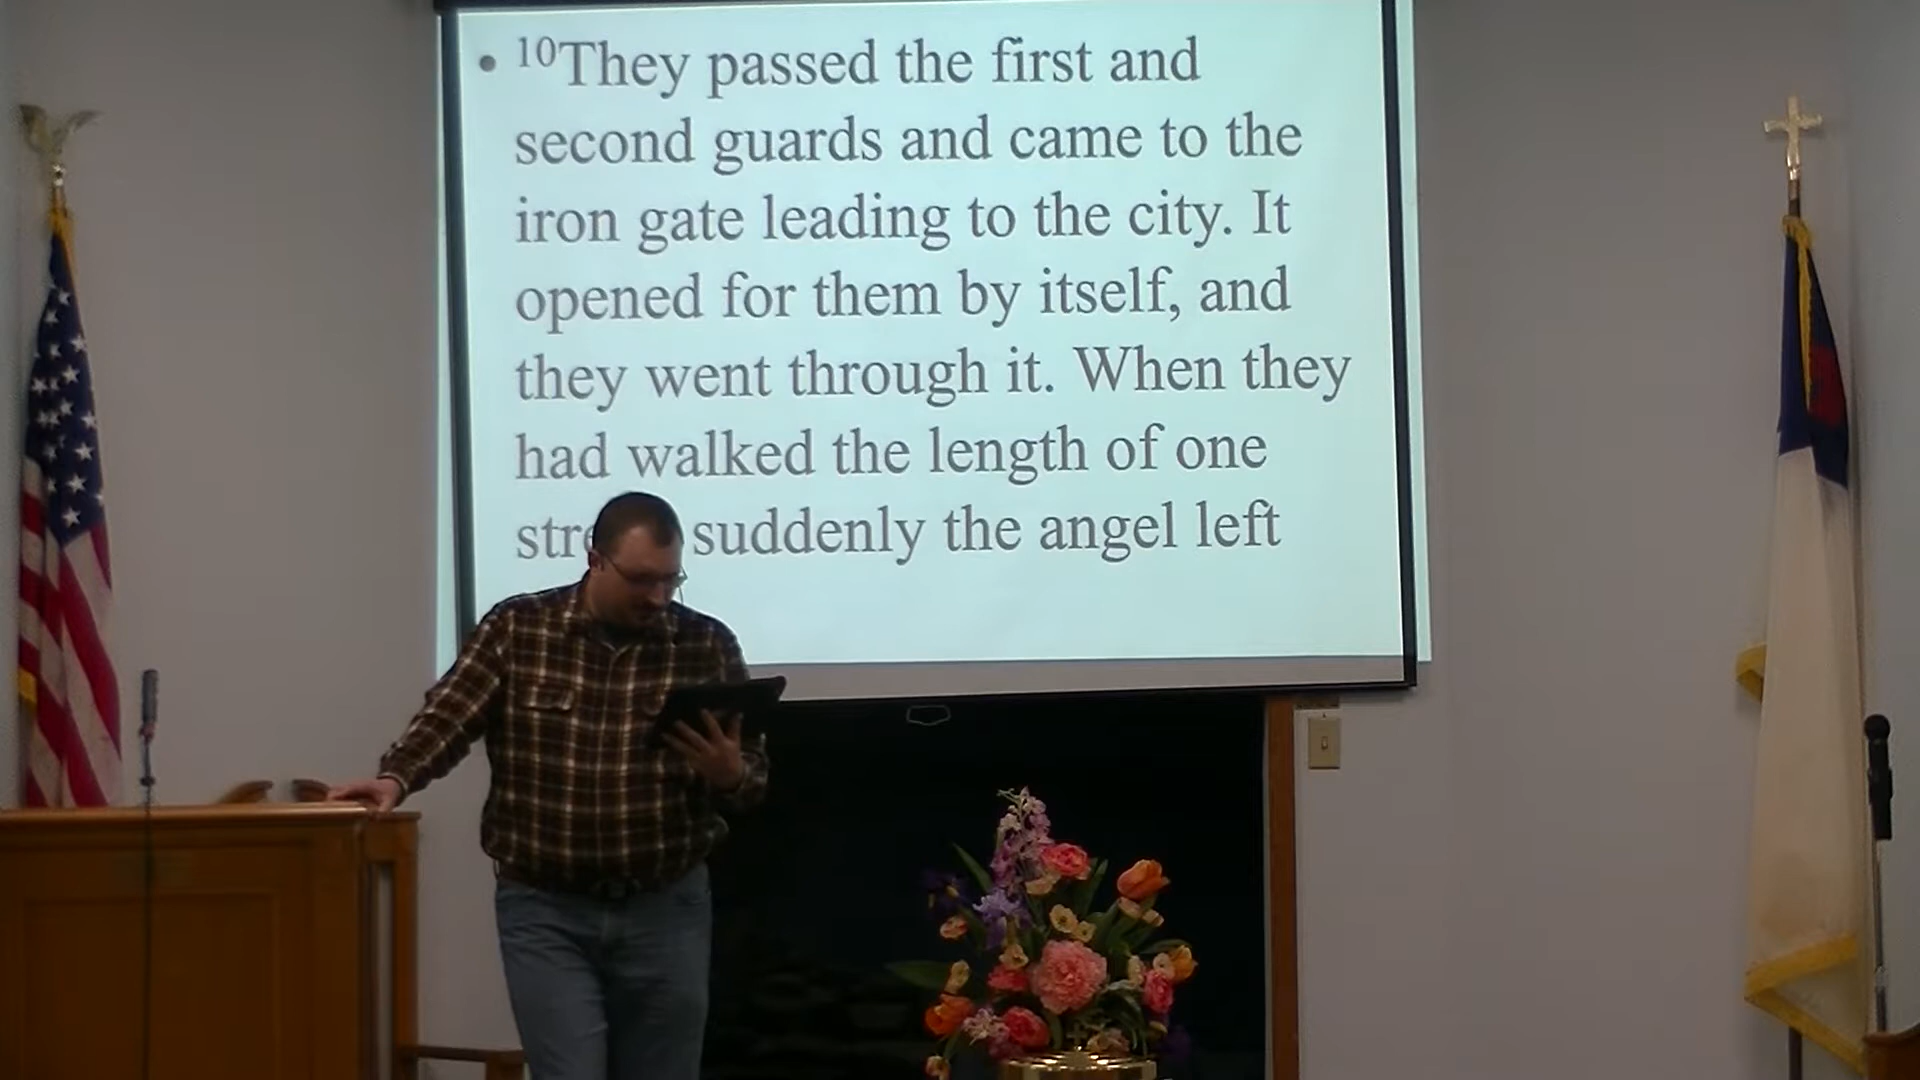 • ¹⁰They passed the first and
second guards and came to the
iron gate leading to the city. It
opened for them by itself, and
they went through it. When they
had walked the length of one
suddenly the angel left